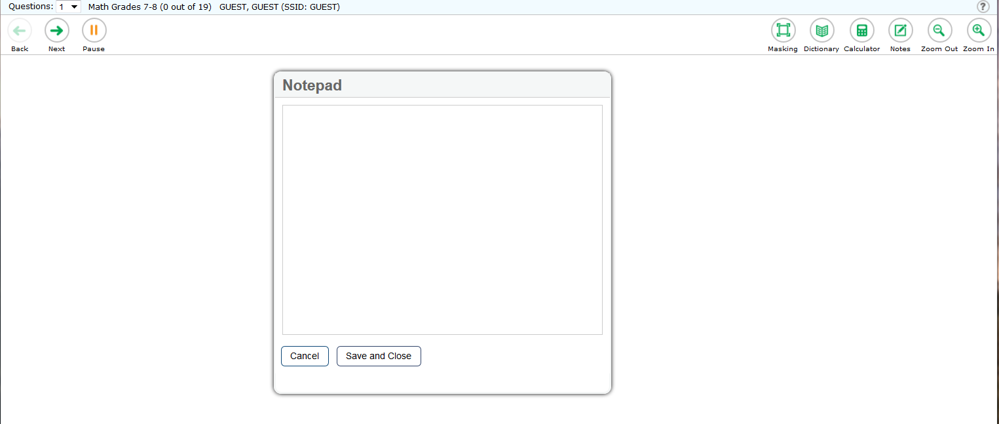 Questions: 1 Math Grades 7-8 (0 out of 19) GUEST, GUEST (SSID: GUEST) ?
Back Next Pause Masking Dictionary Calculator Notes Zoom Out Zoom In
Notepad
Cancel Save and Close